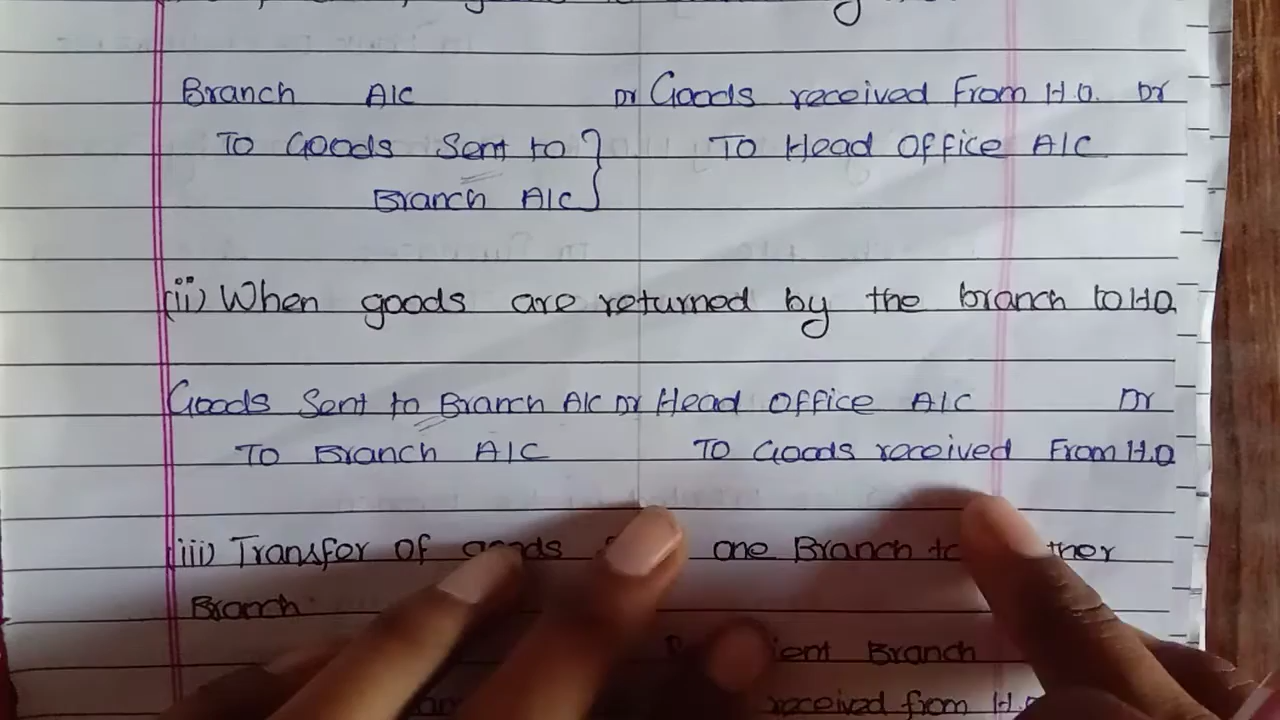 Branch A/c Dr Goods received From H.O. Dr
To Goods Sent to } To Head Office A/c
Branch A/c
(ii) When goods are returned by the branch to H.O.
Goods Sent to Branch A/c Dr Head Office A/c Dr
To Branch A/c To Goods received From H.O
(iii) Transfer of goods one Branch to
Branch
Branch
received from H.O